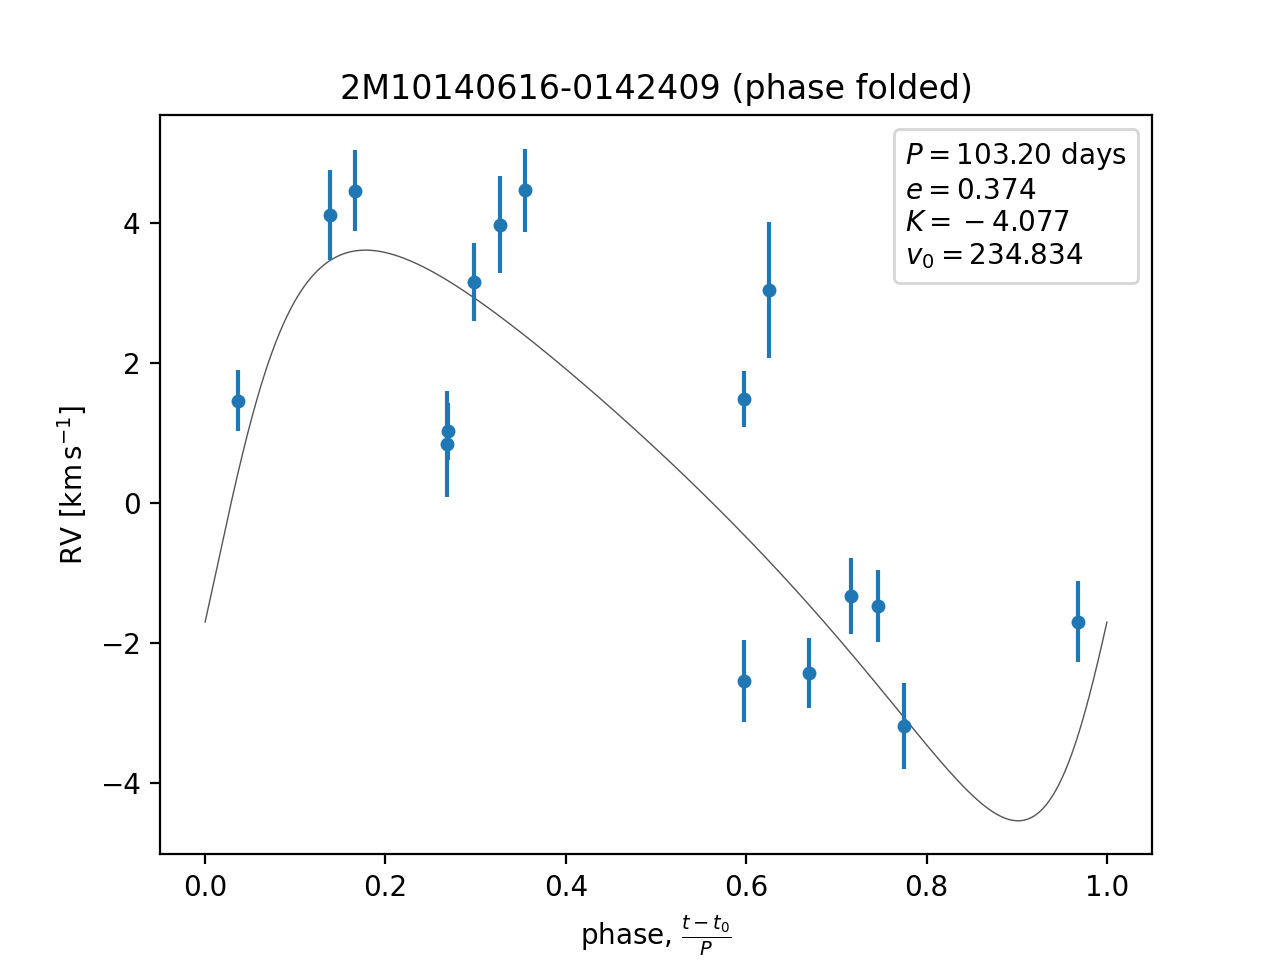 2M10140616-0142409 (phase folded)
P = 103.20 days
e = 0.374
K = −4.077
v₀ = 234.834
4
2
0
−2
−4
RV [km s⁻¹]
0.0 0.2 0.4 0.6 0.8 1.0
phase, (t − t₀)/P